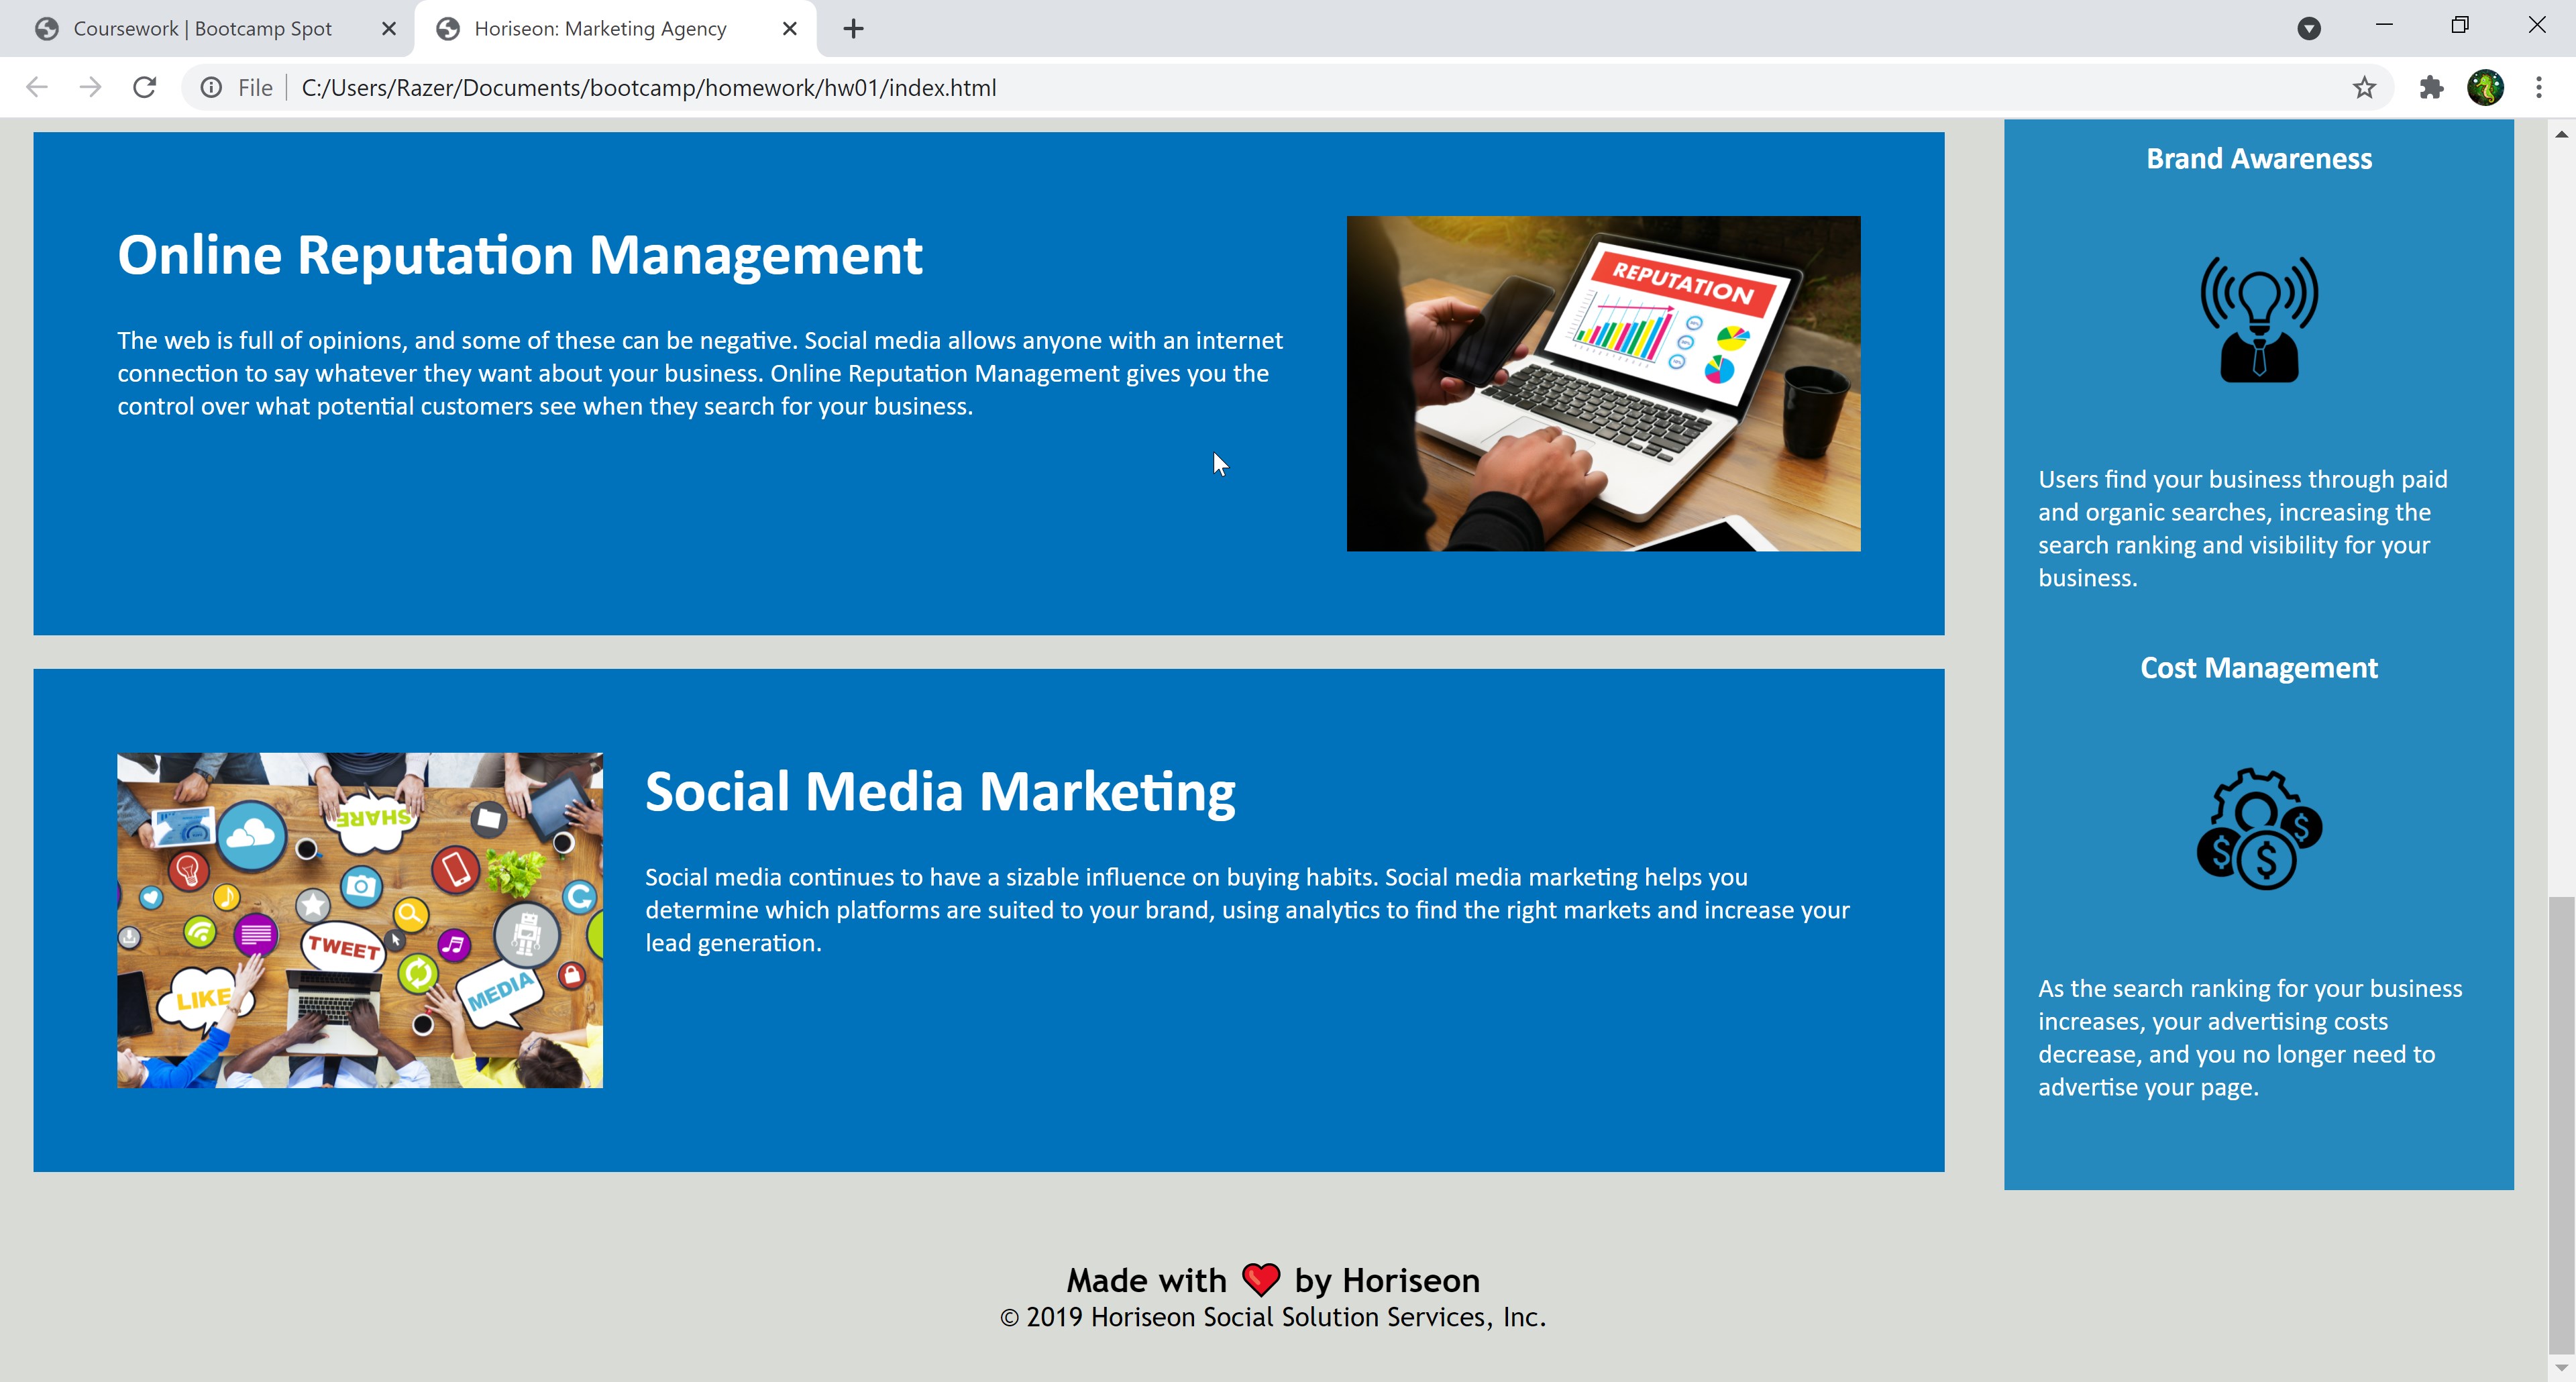 Coursework | Bootcamp Spot
Horiseon: Marketing Agency
File
C:/Users/Razer/Documents/bootcamp/homework/hw01/index.html
Online Reputation Management
The web is full of opinions, and some of these can be negative. Social media allows anyone with an internet
connection to say whatever they want about your business. Online Reputation Management gives you the
control over what potential customers see when they search for your business.
REPUTATION
SHARE
TWEET
LIKE
MEDIA
Social Media Marketing
Social media continues to have a sizable influence on buying habits. Social media marketing helps you
determine which platforms are suited to your brand, using analytics to find the right markets and increase your
lead generation.
Brand Awareness
Users find your business through paid
and organic searches, increasing the
search ranking and visibility for your
business.
Cost Management
$ $ $
As the search ranking for your business
increases, your advertising costs
decrease, and you no longer need to
advertise your page.
Made with ❤️ by Horiseon
© 2019 Horiseon Social Solution Services, Inc.